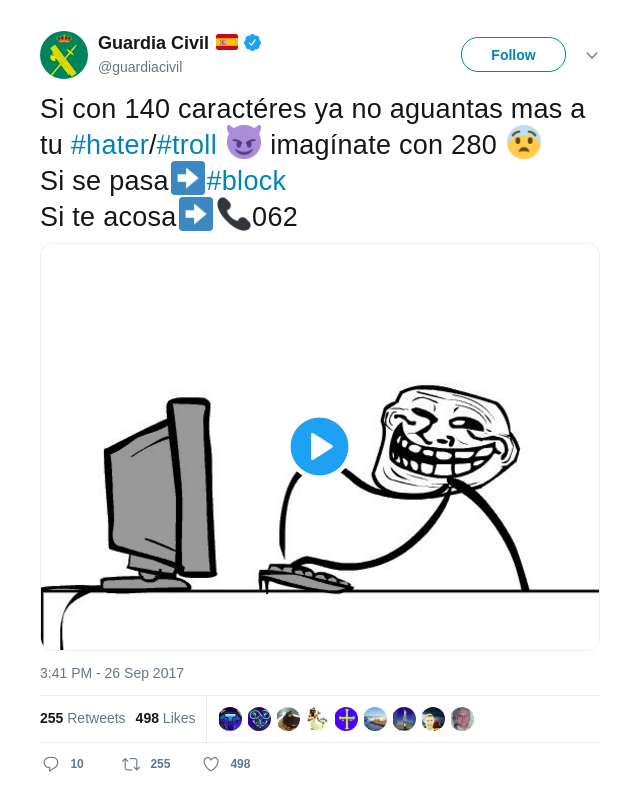 Guardia Civil 🇪🇸
@guardiacivil
Follow
Si con 140 caractéres ya no aguantas mas a
tu #hater/#troll 😈 imagínate con 280 😨
Si se pasa➡️#block
Si te acosa➡️📞062
3:41 PM - 26 Sep 2017
255 Retweets 498 Likes
10 255 498